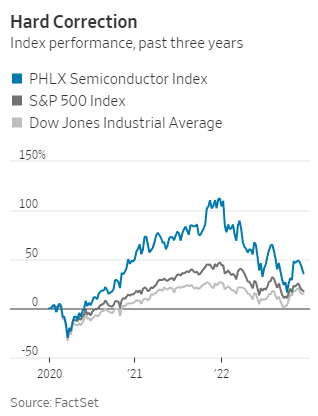 Hard Correction
Index performance, past three years
PHLX Semiconductor Index
S&P 500 Index
Dow Jones Industrial Average
150%
100
50
0
-50
2020 '21 '22
Source: FactSet